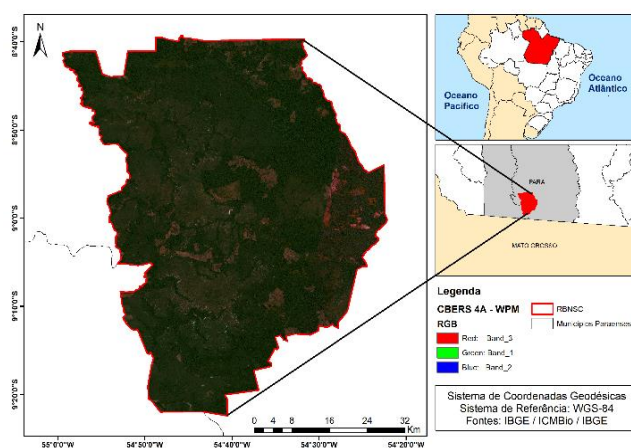 N
8°40'0"S
8°50'0"S
9°0'0"S
9°10'0"S
9°20'0"S
55°0'0"W
54°50'0"W
54°40'0"W
54°30'0"W
54°20'0"W
0 4 8 16 24 32
Km
Oceano
Pacífico
Oceano
Atlântico
PARÁ
MATO GROSSO
Legenda
CBERS 4A - WPM
RGB
Red: Band_3
Green: Band_1
Blue: Band_2
RBNSC
Municípios Paraenses
Sistema de Coordenadas Geodésicas
Sistema de Referência: WGS-84
Fontes: IBGE / ICMBio / IBGE